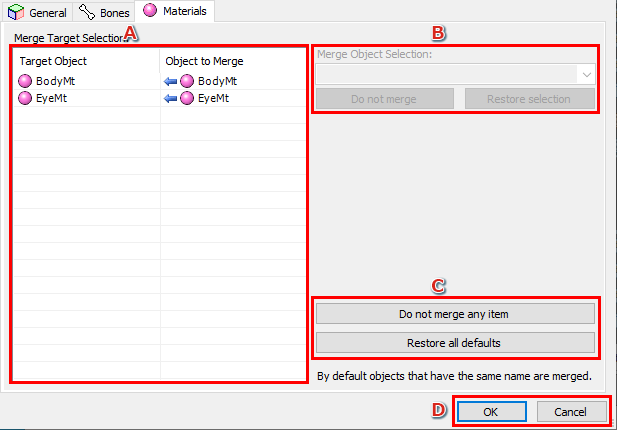 General Bones Materials
Merge Target Selection: A
Target Object Object to Merge
BodyMt BodyMt
EyeMt EyeMt
B
Merge Object Selection:
Do not merge Restore selection
C
Do not merge any item
Restore all defaults
By default objects that have the same name are merged.
D OK Cancel